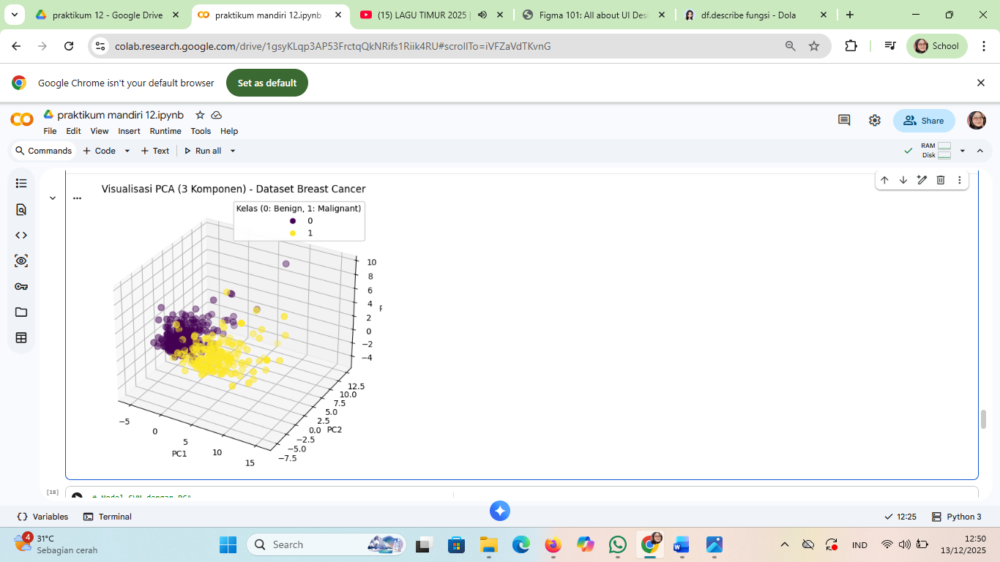 praktikum 12 - Google Drive
praktikum mandiri 12.ipynb
(15) LAGU TIMUR 2025
Figma 101: All about UI Des
df.describe fungsi - Dola
colab.research.google.com/drive/1gsyKLqp3AP53FrctqQkNRifs1Riik4RU#scrollTo=iVFZaVdTKvnG
School
Google Chrome isn't your default browser
Set as default
praktikum mandiri 12.ipynb
File Edit View Insert Runtime Tools Help
Share
Commands
+ Code
+ Text
Run all
RAM
Disk
Visualisasi PCA (3 Komponen) - Dataset Breast Cancer
Kelas (0: Benign, 1: Malignant)
0
1
10
8
6
4
2
0
−2
−4
12.5
10.0
7.5
5.0
2.5
0.0
−2.5
−5.0
−7.5
PC2
−5
0
5
10
15
PC1
[18]
# Model SVM dengan PCA
Variables
Terminal
12:25
Python 3
4
31°C
Sebagian cerah
Search
IND
12:50
13/12/2025